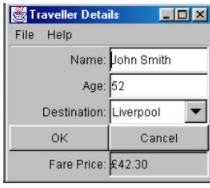 Traveller Details
File Help
Name: John Smith
Age: 52
Destination: Liverpool
OK Cancel
Fare Price: £42.30